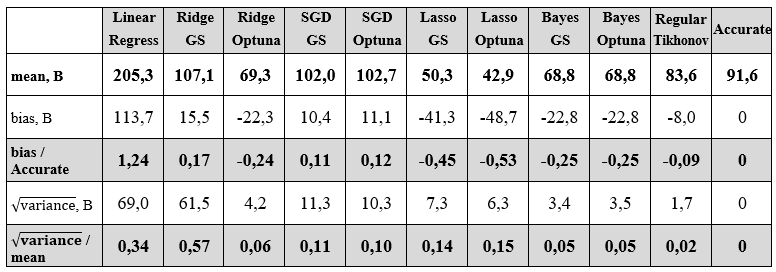 Linear Regress Ridge GS Ridge Optuna SGD GS SGD Optuna Lasso GS Lasso Optuna Bayes GS Bayes Optuna Regular Tikhonov Accurate
mean, B 205,3 107,1 69,3 102,0 102,7 50,3 42,9 68,8 68,8 83,6 91,6
bias, B 113,7 15,5 -22,3 10,4 11,1 -41,3 -48,7 -22,8 -22,8 -8,0 0
bias / Accurate 1,24 0,17 -0,24 0,11 0,12 -0,45 -0,53 -0,25 -0,25 -0,09 0
√variance, B 69,0 61,5 4,2 11,3 10,3 7,3 6,3 3,4 3,5 1,7 0
√variance / mean 0,34 0,57 0,06 0,11 0,10 0,14 0,15 0,05 0,05 0,02 0